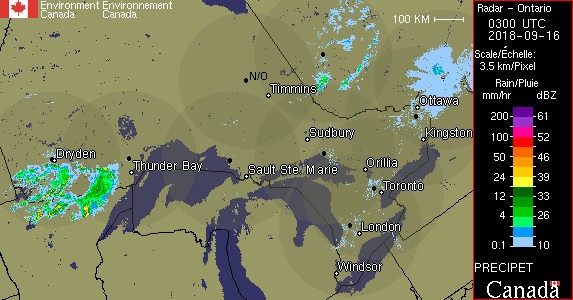 Environment Environnement
Canada Canada
100 KM
N/O
Timmins
Ottawa
Sudbury
Kingston
Dryden
Thunder Bay
Sault Ste. Marie
Orillia
Toronto
London
Windsor
Radar - Ontario
0300 UTC
2018-09-16
Scale/Échelle:
3.5 km/Pixel
Rain/Pluie
mm/hr dBZ
200 61
100 52
50 46
24 39
12 33
4 26
0.1 10
PRECIPET
Canada